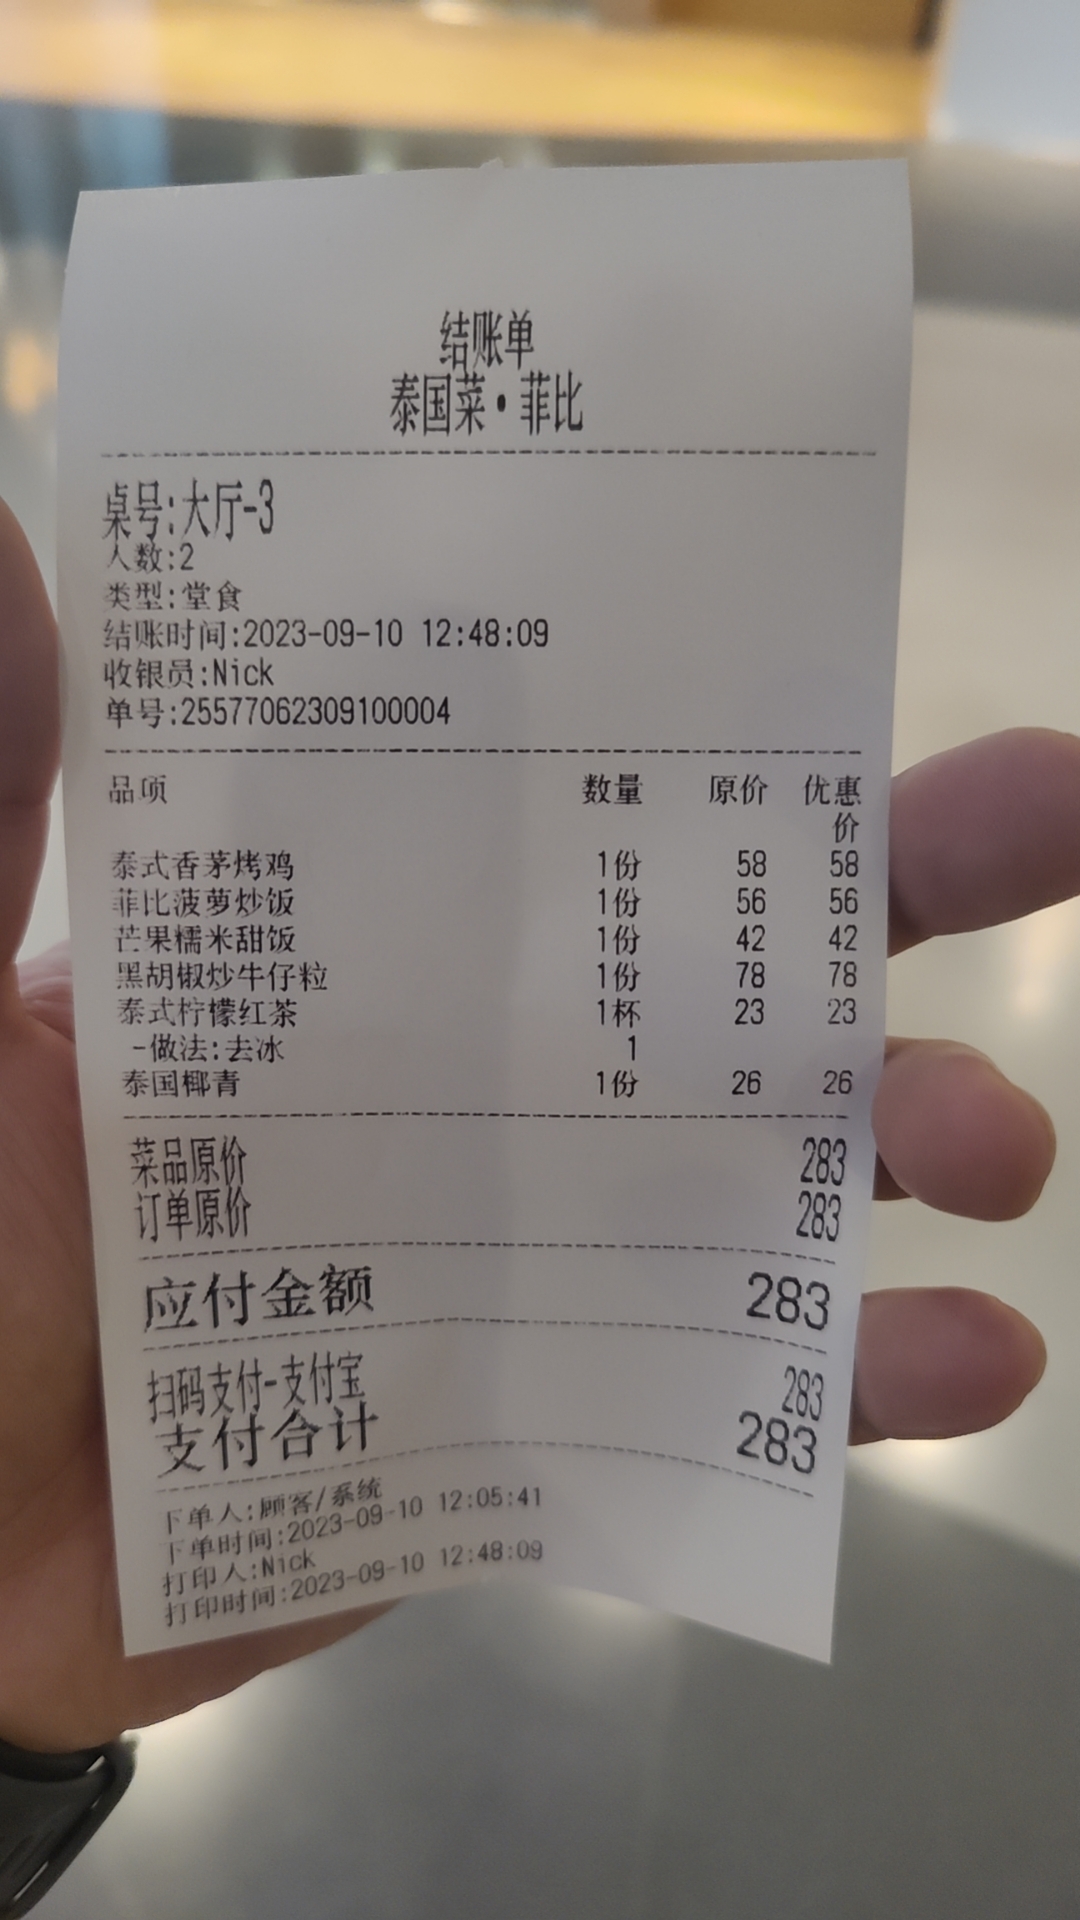 结账单
泰国菜·菲比
桌号:大厅-3
人数:2
类型:堂食
结账时间:2023-09-10 12:48:09
收银员:Nick
单号:25577062309100004
品项 数量 原价 优惠
价
泰式香茅烤鸡 1份 58 58
菲比菠萝炒饭 1份 56 56
芒果糯米甜饭 1份 42 42
黑胡椒炒牛仔粒 1份 78 78
泰式柠檬红茶 1杯 23 23
-做法:去冰 1
泰国椰青 1份 26 26
菜品原价 283
订单原价 283
应付金额 283
扫码支付-支付宝 283
支付合计 283
下单人:顾客/系统
下单时间:2023-09-10 12:05:41
打印人:Nick
打印时间:2023-09-10 12:48:09